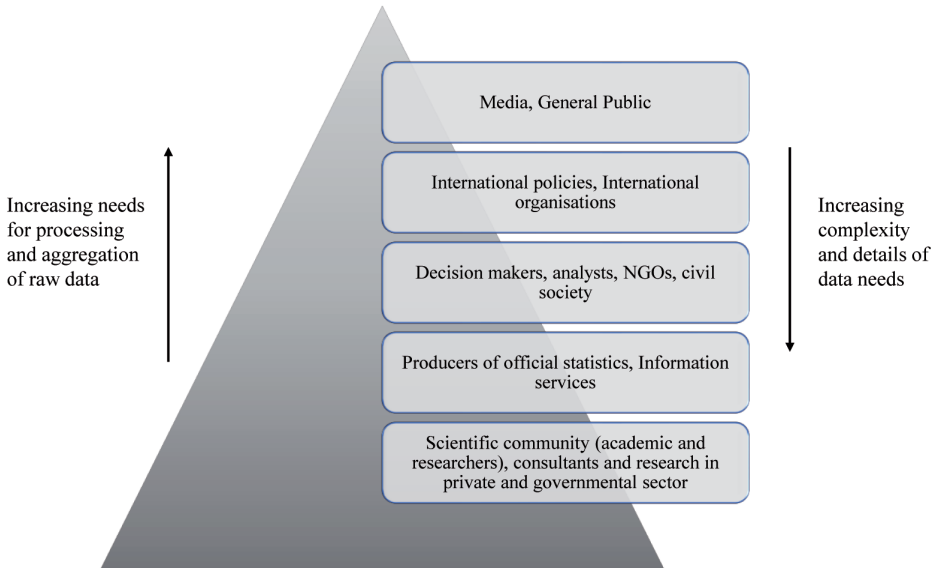 Media, General Public
International policies, International
organisations
Increasing needs
for processing
and aggregation
of raw data
Increasing
complexity
and details of
data needs
Decision makers, analysts, NGOs, civil
society
Producers of official statistics, Information
services
Scientific community (academic and
researchers), consultants and research in
private and governmental sector